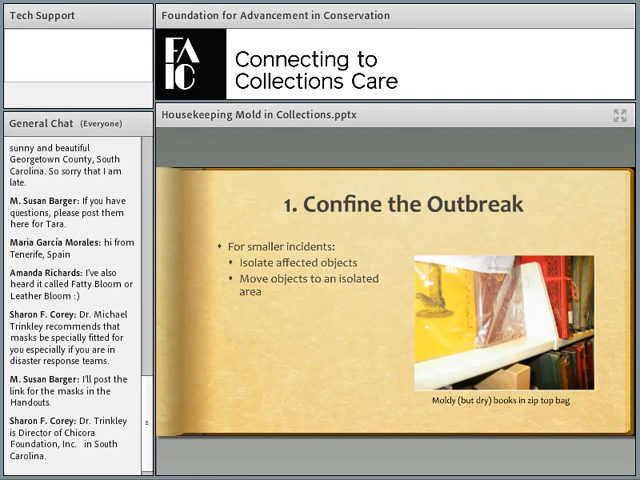 Tech Support
General Chat (Everyone)
sunny and beautiful
Georgetown County, South
Carolina. So sorry that I am
late.
M. Susan Barger: If you have
questions, please post them
here for Tara.
Maria García Morales: hi from
Tenerife, Spain
Amanda Richards: I've also
heard it called Fatty Bloom or
Leather Bloom :)
Sharon F. Corey: Dr. Michael
Trinkley recommends that
masks be specially fitted for
you especially if you are in
disaster response teams.
M. Susan Barger: I'll post the
link for the masks in the
Handouts.
Sharon F. Corey: Dr. Trinkley
is Director of Chicora
Foundation, Inc. in South
Carolina.
Foundation for Advancement in Conservation
FA
IC
Connecting to
Collections Care
Housekeeping Mold in Collections.pptx
1. Confine the Outbreak
For smaller incidents:
Isolate affected objects
Move objects to an isolated
area
Moldy (but dry) books in zip top bag